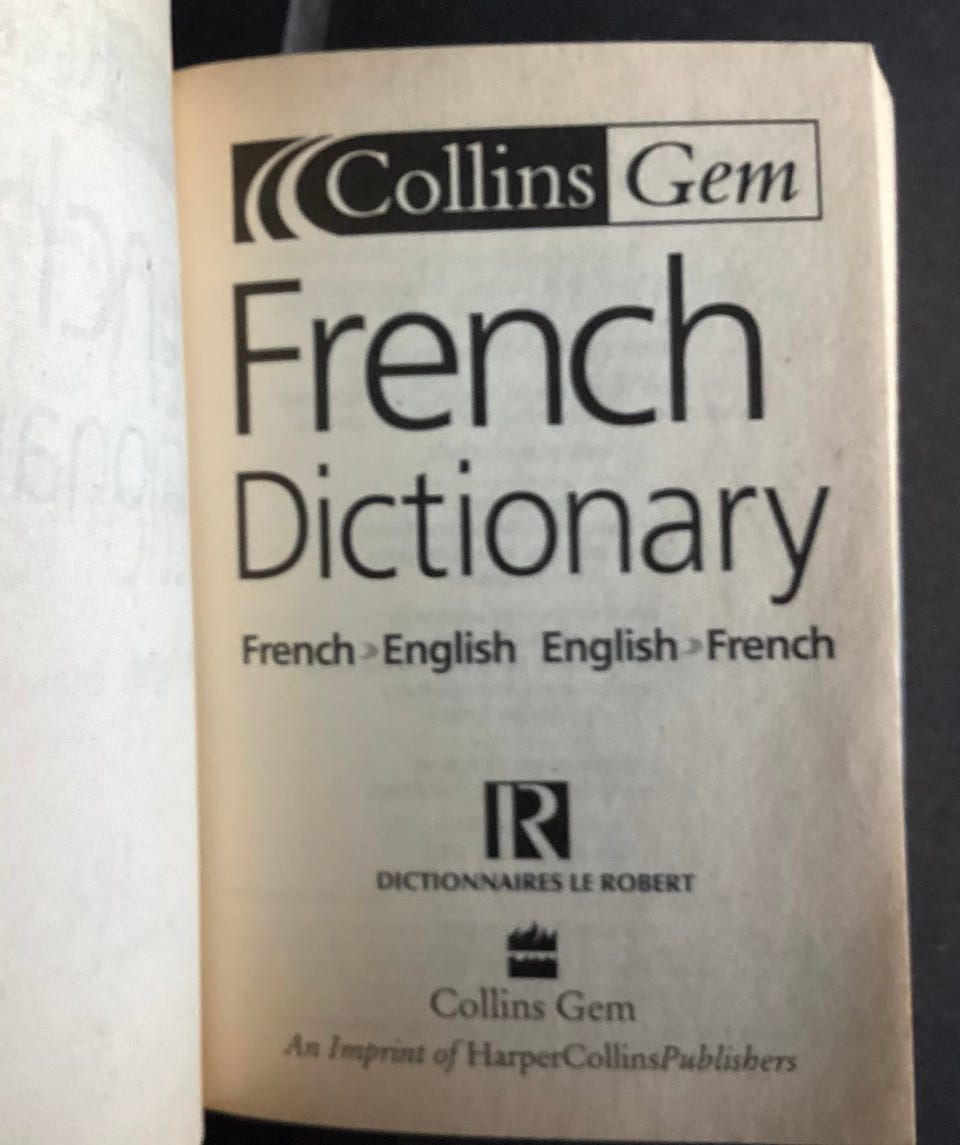 Collins Gem
French
Dictionary
French»English English»French
R
DICTIONNAIRES LE ROBERT
Collins Gem
An Imprint of HarperCollinsPublishers